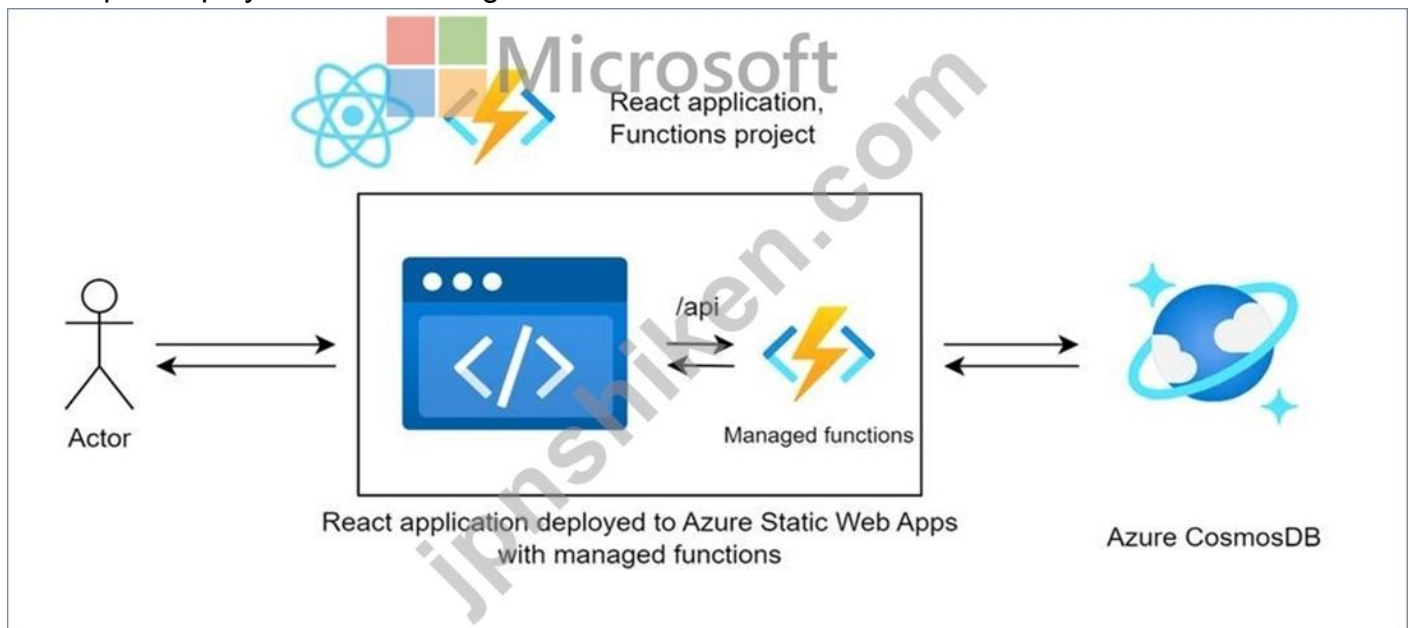 Microsoft
React application,
Functions project
/api
Managed functions
Actor
React application deployed to Azure Static Web Apps
with managed functions
Azure CosmosDB
jpnshiken.com